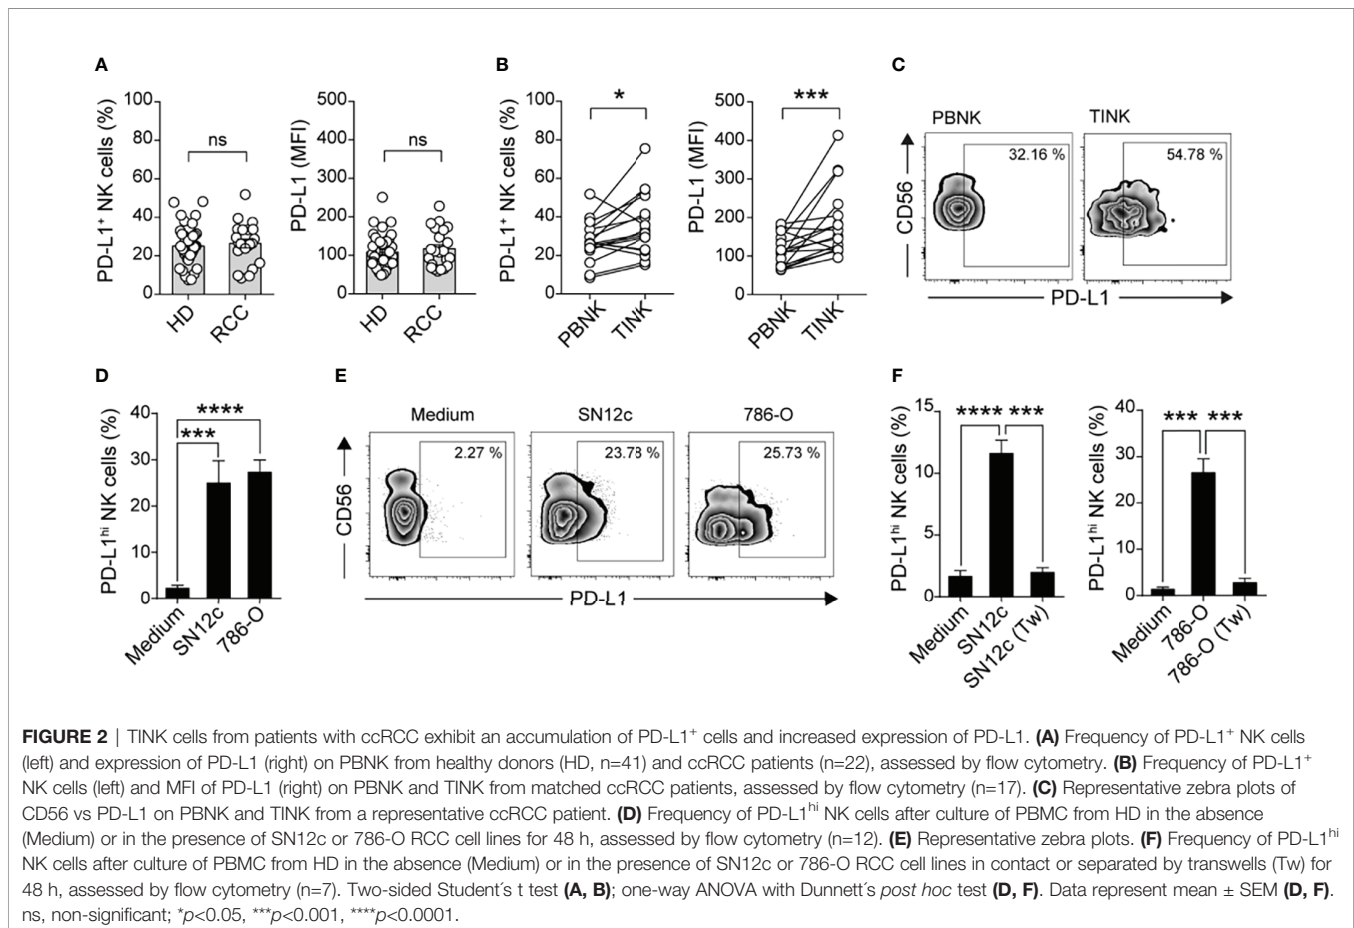 A
PD-L1+ NK cells (%)
100
80
60
40
20
0
ns
HD
RCC
PD-L1 (MFI)
500
400
300
200
100
0
ns
HD
RCC
B
PD-L1+ NK cells (%)
100
80
60
40
20
0
*
PBNK
TINK
PD-L1 (MFI)
500
400
300
200
100
0
***
PBNK
TINK
C
PBNK
TINK
32.16 %
54.78 %
CD56
PD-L1
D
PD-L1hi NK cells (%)
40
30
20
10
0
****
***
Medium
SN12c
786-O
E
Medium
SN12c
786-O
2.27 %
23.78 %
25.73 %
CD56
PD-L1
F
PD-L1hi NK cells (%)
15
10
5
0
**** ***
Medium
SN12c
SN12c (Tw)
PD-L1hi NK cells (%)
40
30
20
10
0
*** ***
Medium
786-O
786-O (Tw)
FIGURE 2 | TINK cells from patients with ccRCC exhibit an accumulation of PD-L1+ cells and increased expression of PD-L1. (A) Frequency of PD-L1+ NK cells
(left) and expression of PD-L1 (right) on PBNK from healthy donors (HD, n=41) and ccRCC patients (n=22), assessed by flow cytometry. (B) Frequency of PD-L1+
NK cells (left) and MFI of PD-L1 (right) on PBNK and TINK from matched ccRCC patients, assessed by flow cytometry (n=17). (C) Representative zebra plots of
CD56 vs PD-L1 on PBNK and TINK from a representative ccRCC patient. (D) Frequency of PD-L1hi NK cells after culture of PBMC from HD in the absence
(Medium) or in the presence of SN12c or 786-O RCC cell lines for 48 h, assessed by flow cytometry (n=12). (E) Representative zebra plots. (F) Frequency of PD-L1hi
NK cells after culture of PBMC from HD in the absence (Medium) or in the presence of SN12c or 786-O RCC cell lines in contact or separated by transwells (Tw) for
48 h, assessed by flow cytometry (n=7). Two-sided Student´s t test (A, B); one-way ANOVA with Dunnett´s post hoc test (D, F). Data represent mean ± SEM (D, F).
ns, non-significant; *p<0.05, ***p<0.001, ****p<0.0001.